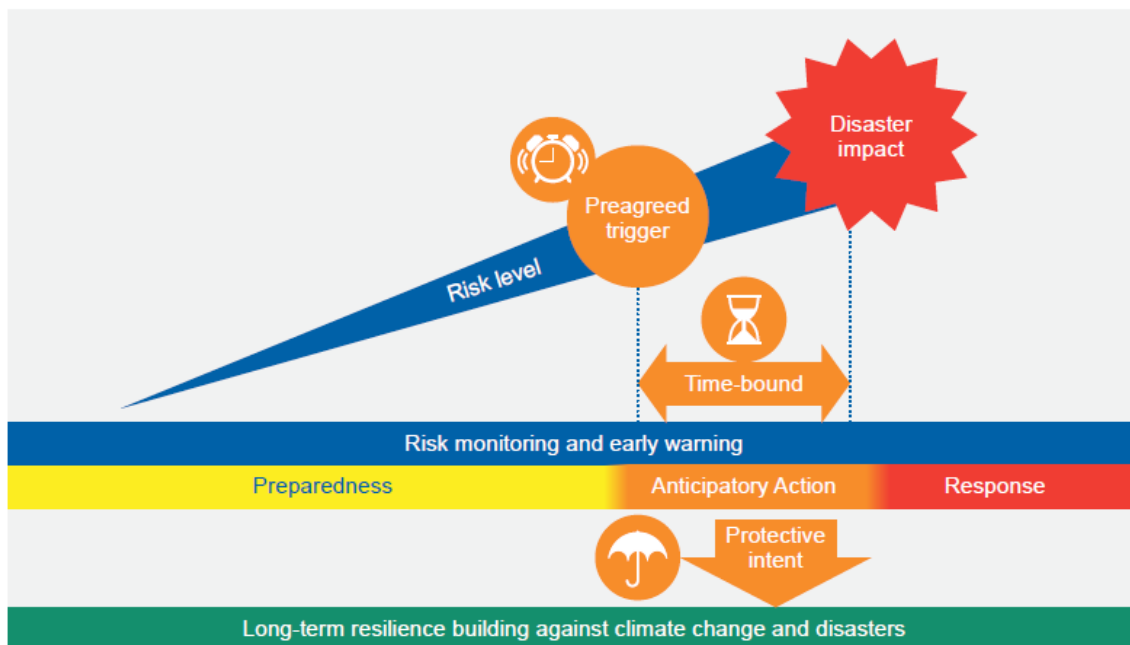 Disaster
impact
Preagreed
trigger
Risk level
Time-bound
Risk monitoring and early warning
Preparedness
Anticipatory Action
Response
Protective
intent
Long-term resilience building against climate change and disasters